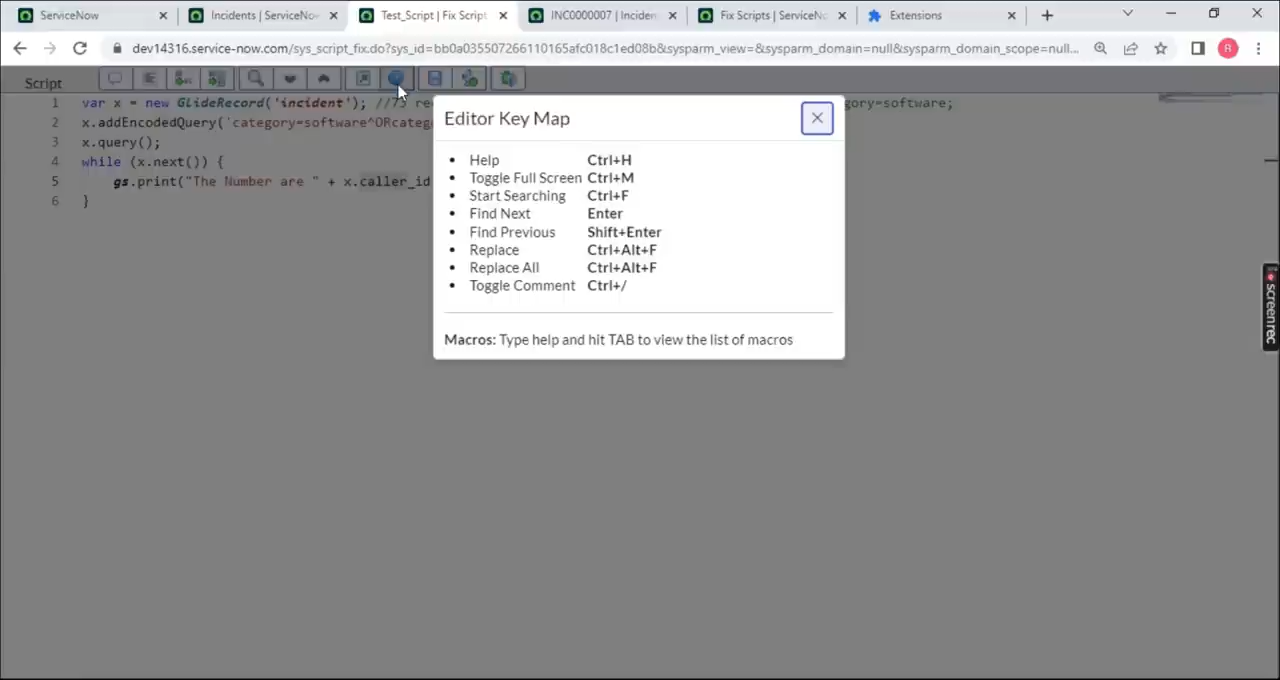 ServiceNow
Incidents | ServiceNow
Test_Script | Fix Script
INC0000007 | Inciden
Fix Scripts | ServiceNo
Extensions
dev14316.service-now.com/sys_script_fix.do?sys_id=bb0a035507266110165afc018c1ed08b&sysparm_view=&sysparm_domain=null&sysparm_domain_scope=null...
B
Script
1 var x = new GlideRecord('incident'); //75 re gory=software;
2 x.addEncodedQuery('category=software^ORcateg
3 x.query();
4 while (x.next()) {
5 gs.print("The Number are " + x.caller_id
6 }
Editor Key Map
• Help Ctrl+H
• Toggle Full Screen Ctrl+M
• Start Searching Ctrl+F
• Find Next Enter
• Find Previous Shift+Enter
• Replace Ctrl+Alt+F
• Replace All Ctrl+Alt+F
• Toggle Comment Ctrl+/
Macros: Type help and hit TAB to view the list of macros
screenrec